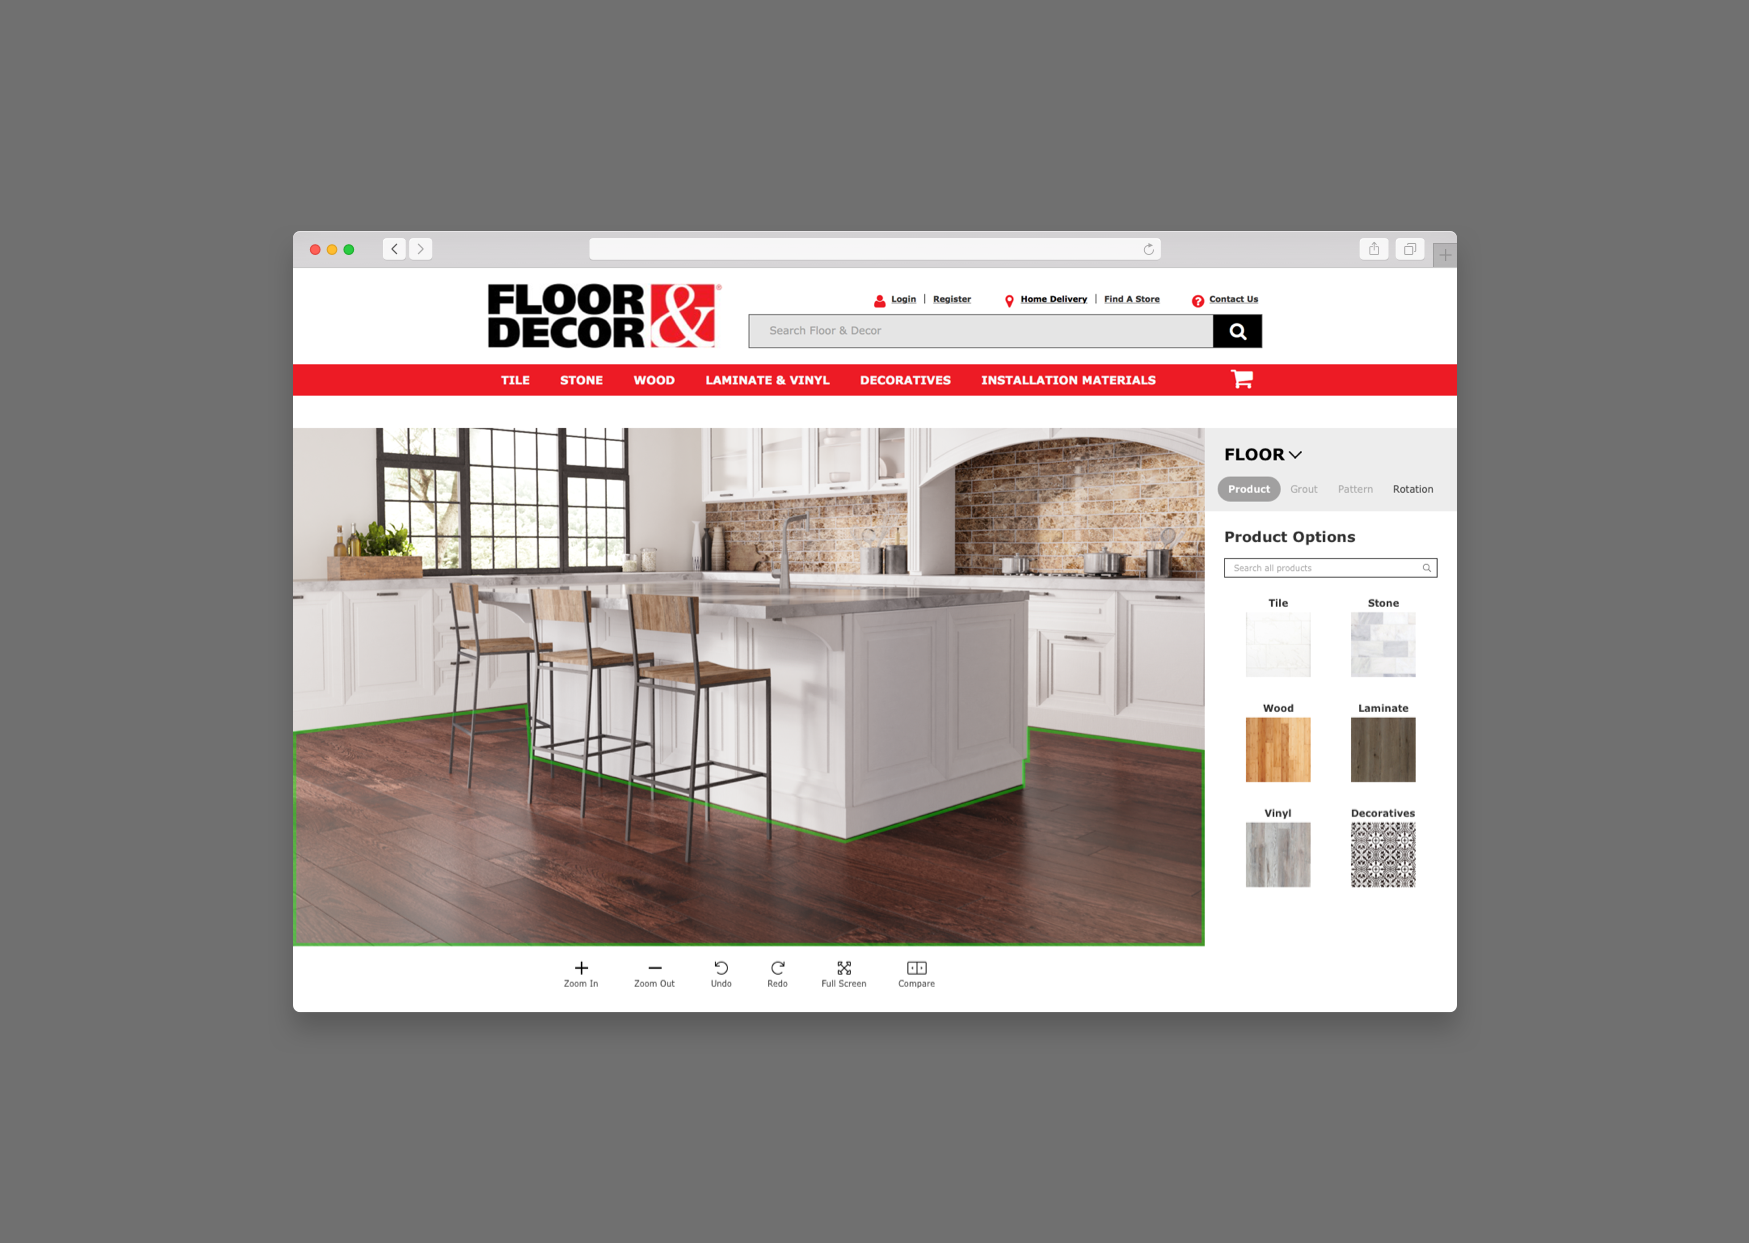 FLOOR &
DECOR
®
Login | Register
Home Delivery | Find A Store
Contact Us
Search Floor & Decor
TILE STONE WOOD LAMINATE & VINYL DECORATIVES INSTALLATION MATERIALS
FLOOR
Product Grout Pattern Rotation
Product Options
Search all products
Tile Stone
Wood Laminate
Vinyl Decoratives
Zoom In Zoom Out Undo Redo Full Screen Compare